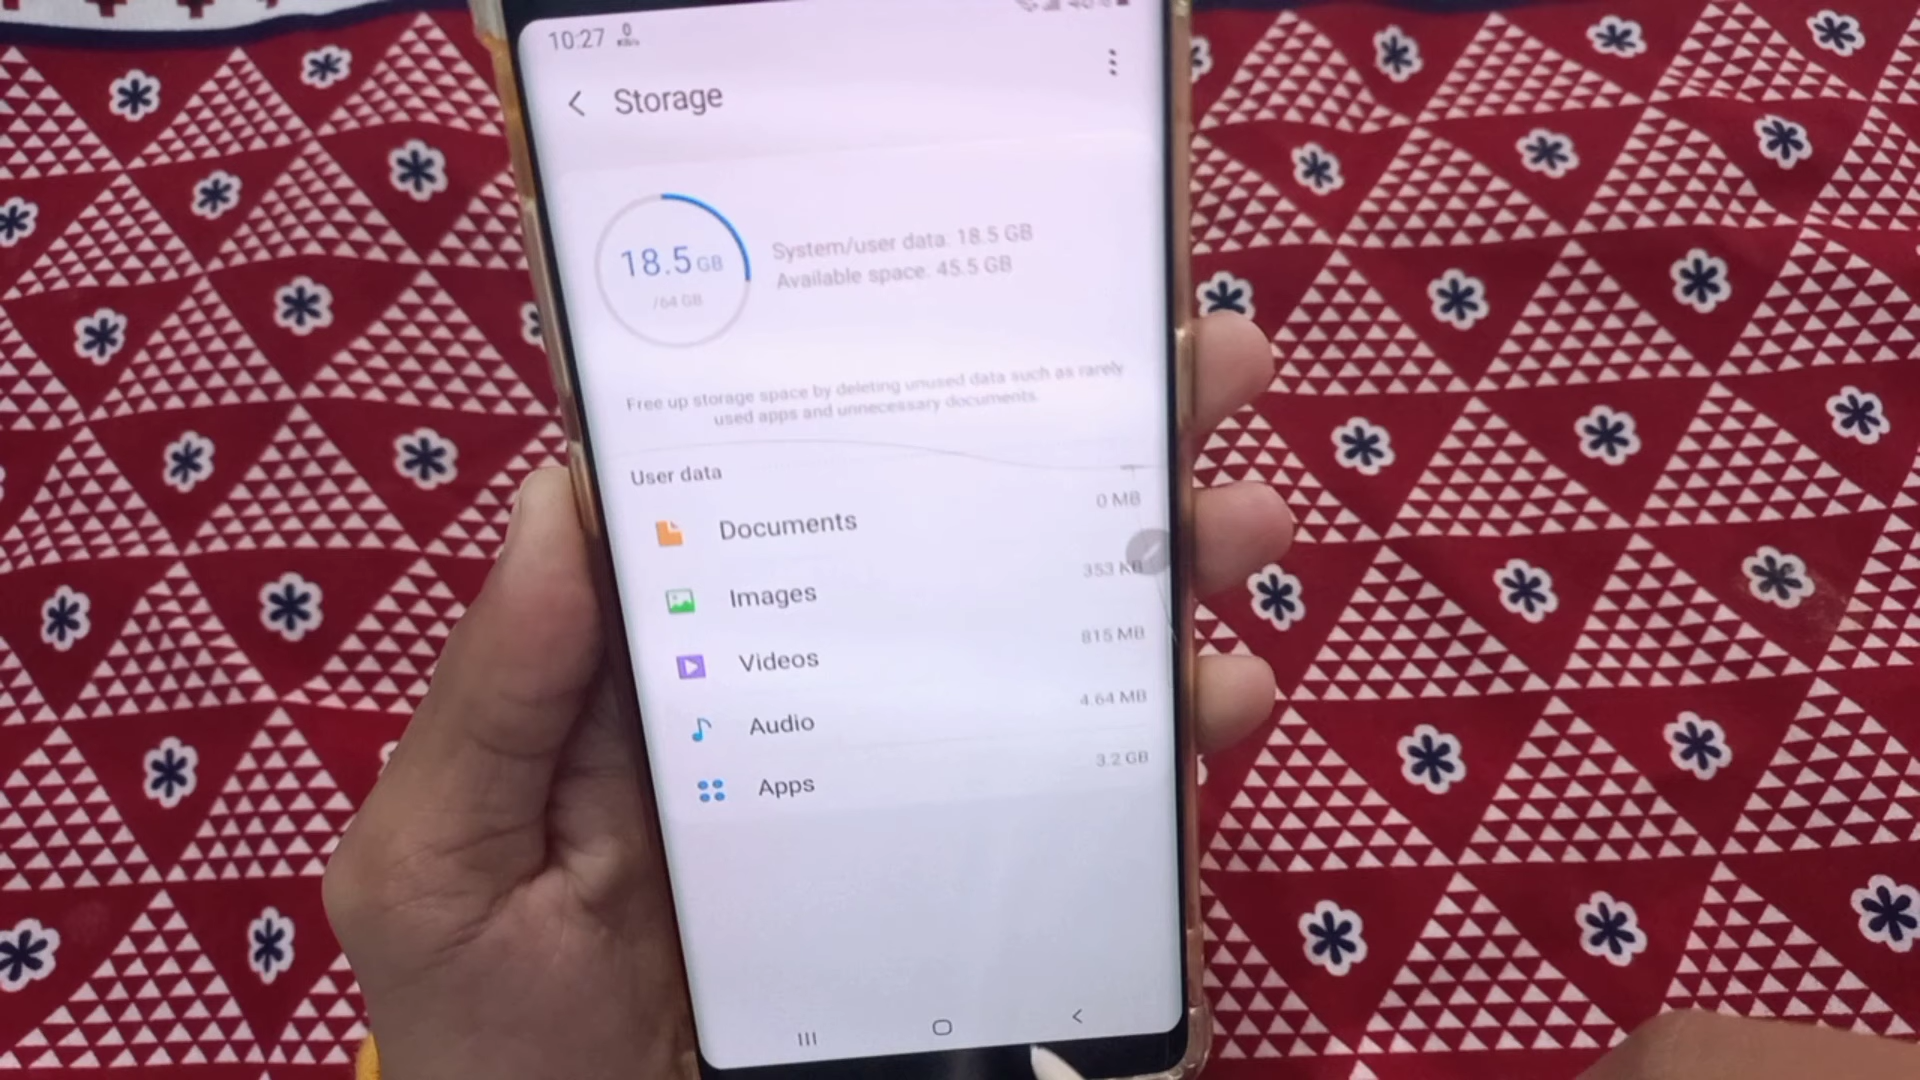 10:27 0 KB/s
Storage
18.5 GB
/64 GB
System/user data: 18.5 GB
Available space: 45.5 GB
Free up storage space by deleting unused data such as rarely
used apps and unnecessary documents.
User data
Documents 0 MB
Images 353 KB
Videos 815 MB
Audio 4.64 MB
Apps 3.2 GB